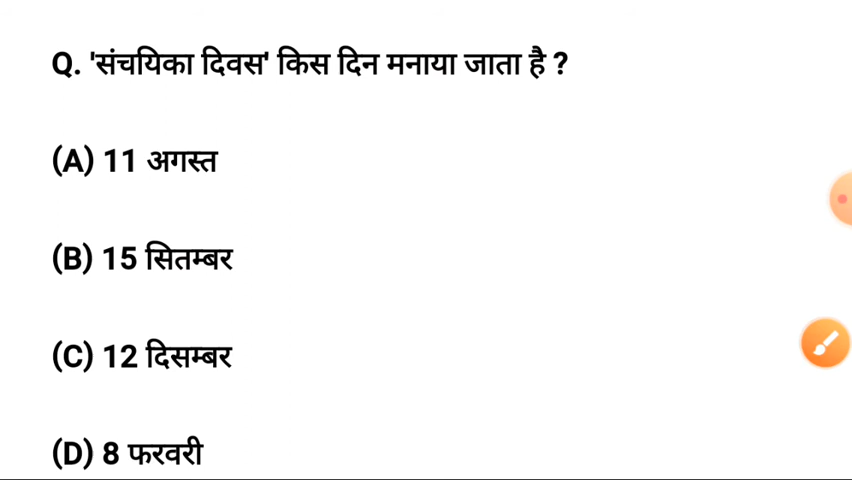 Q. 'संचयिका दिवस' किस दिन मनाया जाता है ?
(A) 11 अगस्त
(B) 15 सितम्बर
(C) 12 दिसम्बर
(D) 8 फरवरी